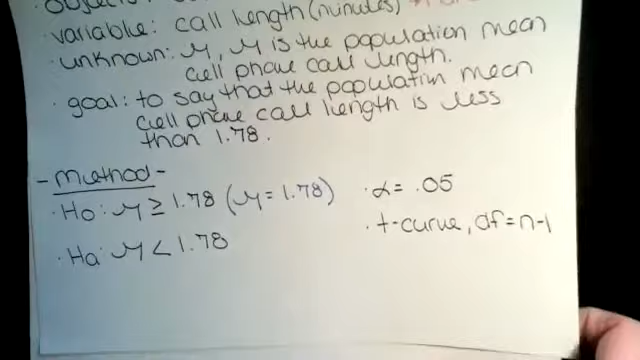 variable: call length (minutes)
unknown: μ, μ is the population mean
cell phone call length.
goal: to say that the population mean
cell phone call length is less
than 1.78.
- Method -
· Ho: μ ≥ 1.78 (μ = 1.78)
· Ha: μ < 1.78
· α = .05
· t-curve, df = n-1